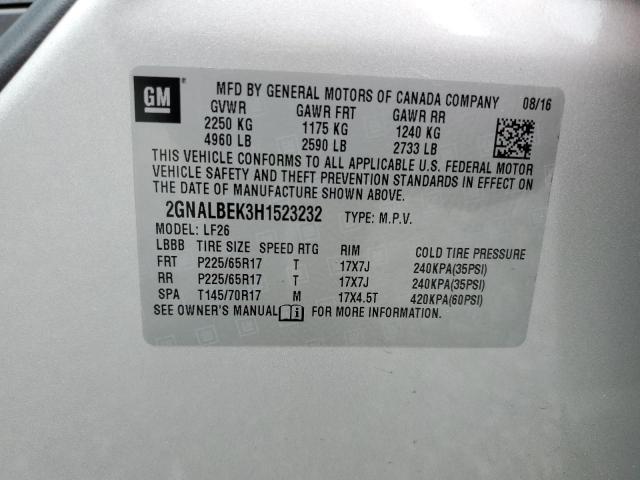 GM
MFD BY GENERAL MOTORS OF CANADA COMPANY 08/16
GVWR GAWR FRT GAWR RR
2250 KG 1175 KG 1240 KG
4960 LB 2590 LB 2733 LB
THIS VEHICLE CONFORMS TO ALL APPLICABLE U.S. FEDERAL MOTOR
VEHICLE SAFETY AND THEFT PREVENTION STANDARDS IN EFFECT ON
THE DATE OF MANUFACTURE SHOWN ABOVE.
2GNALBEK3H1523232 TYPE: M.P.V.
MODEL: LF26
LBBB TIRE SIZE SPEED RTG RIM COLD TIRE PRESSURE
FRT P225/65R17 T 17X7J 240KPA(35PSI)
RR P225/65R17 T 17X7J 240KPA(35PSI)
SPA T145/70R17 M 17X4.5T 420KPA(60PSI)
SEE OWNER'S MANUAL FOR MORE INFORMATION.